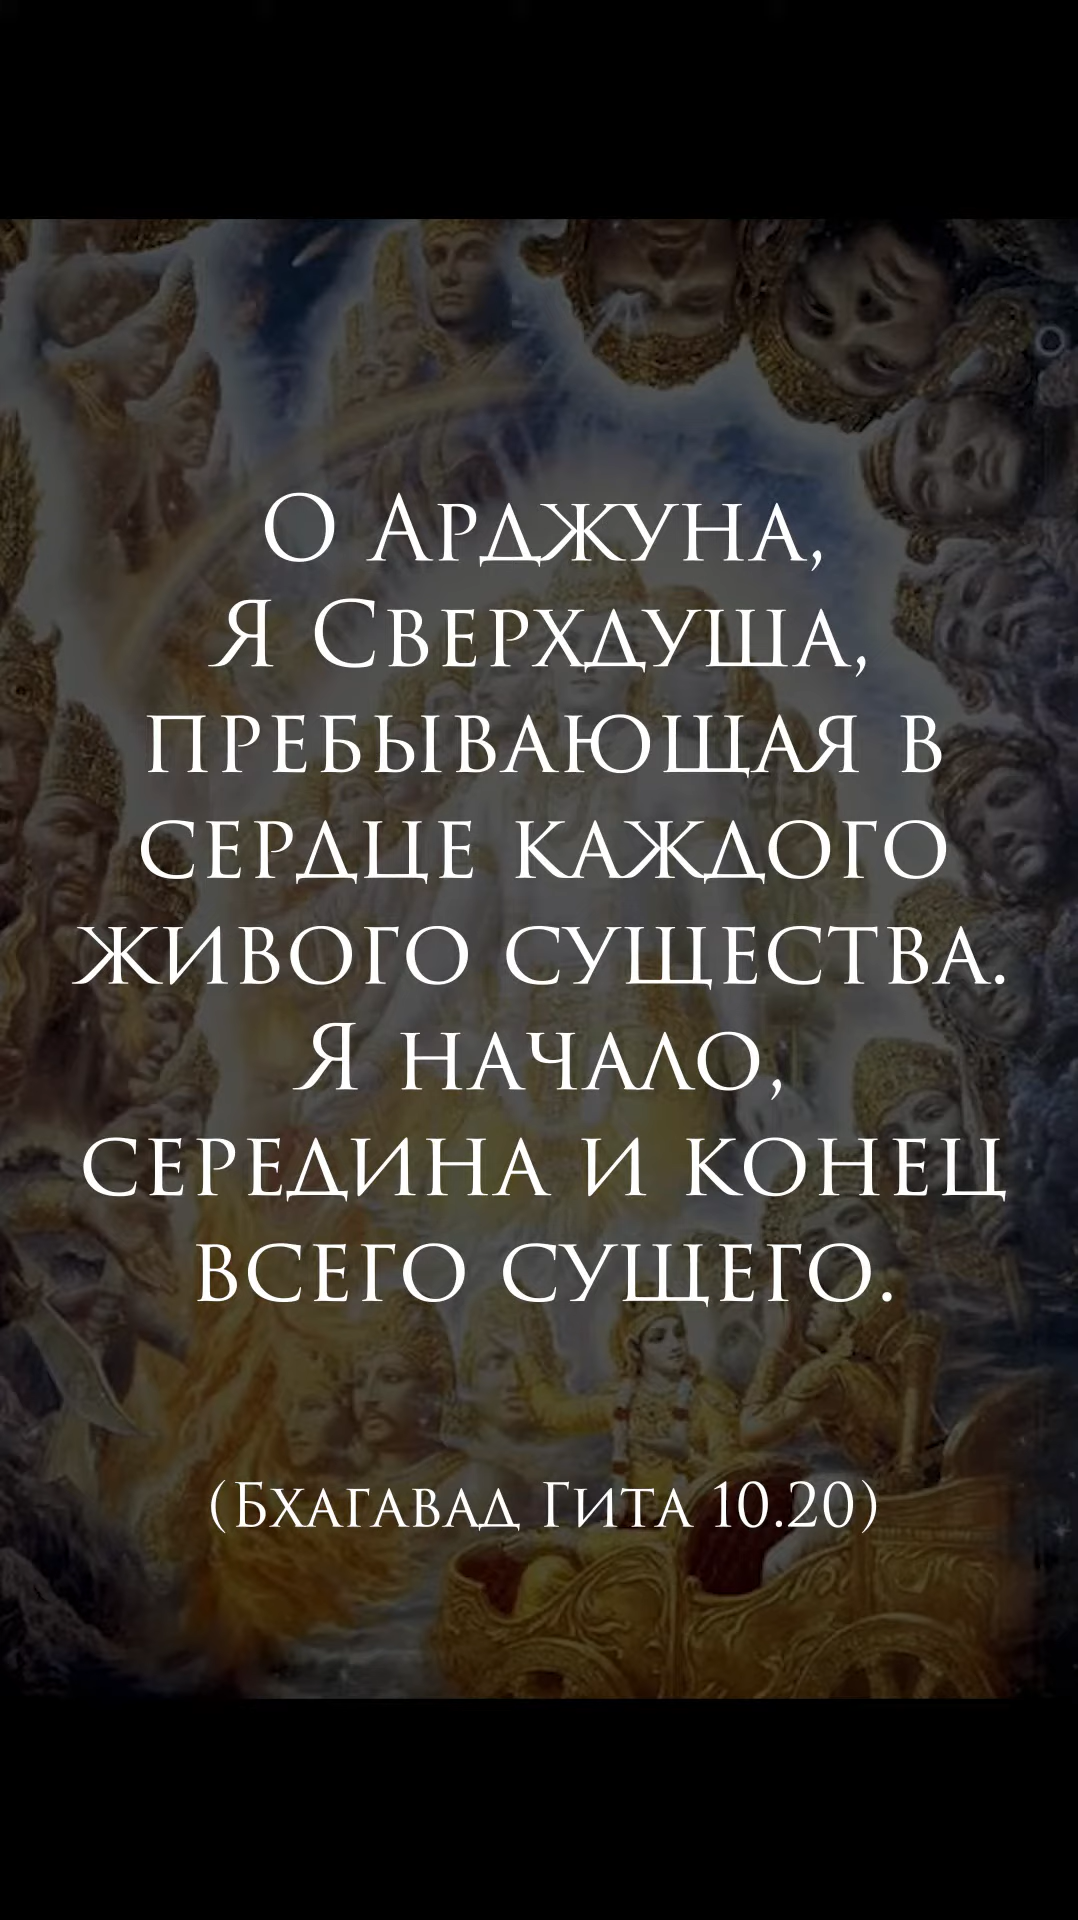 О Арджуна,
Я Сверхдуша,
пребывающая в
сердце каждого
живого существа.
Я начало,
середина и конец
всего сущего.
(Бхагавад Гита 10.20)